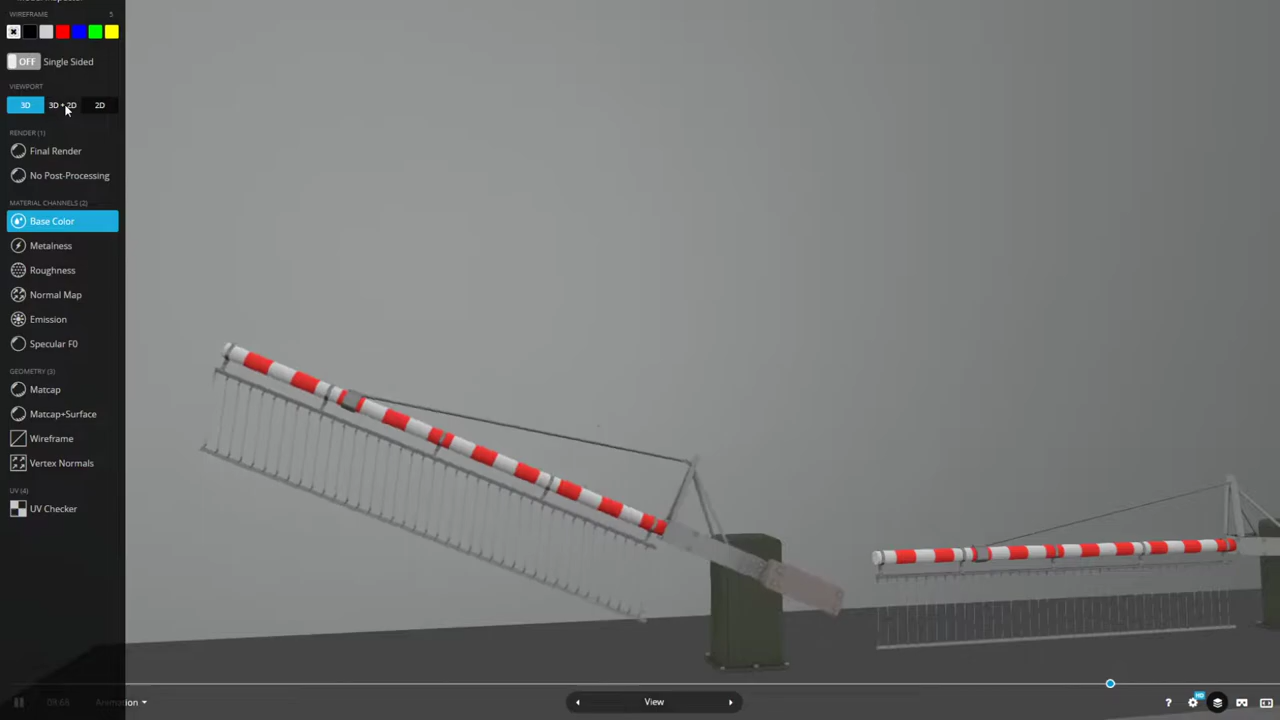 WIREFRAME 5
OFF Single Sided
VIEWPORT
3D 3D + 2D 2D
RENDER (1)
Final Render
No Post-Processing
MATERIAL CHANNELS (2)
Base Color
Metalness
Roughness
Normal Map
Emission
Specular F0
GEOMETRY (3)
Matcap
Matcap+Surface
Wireframe
Vertex Normals
UV (4)
UV Checker
Animation
View
HD
?